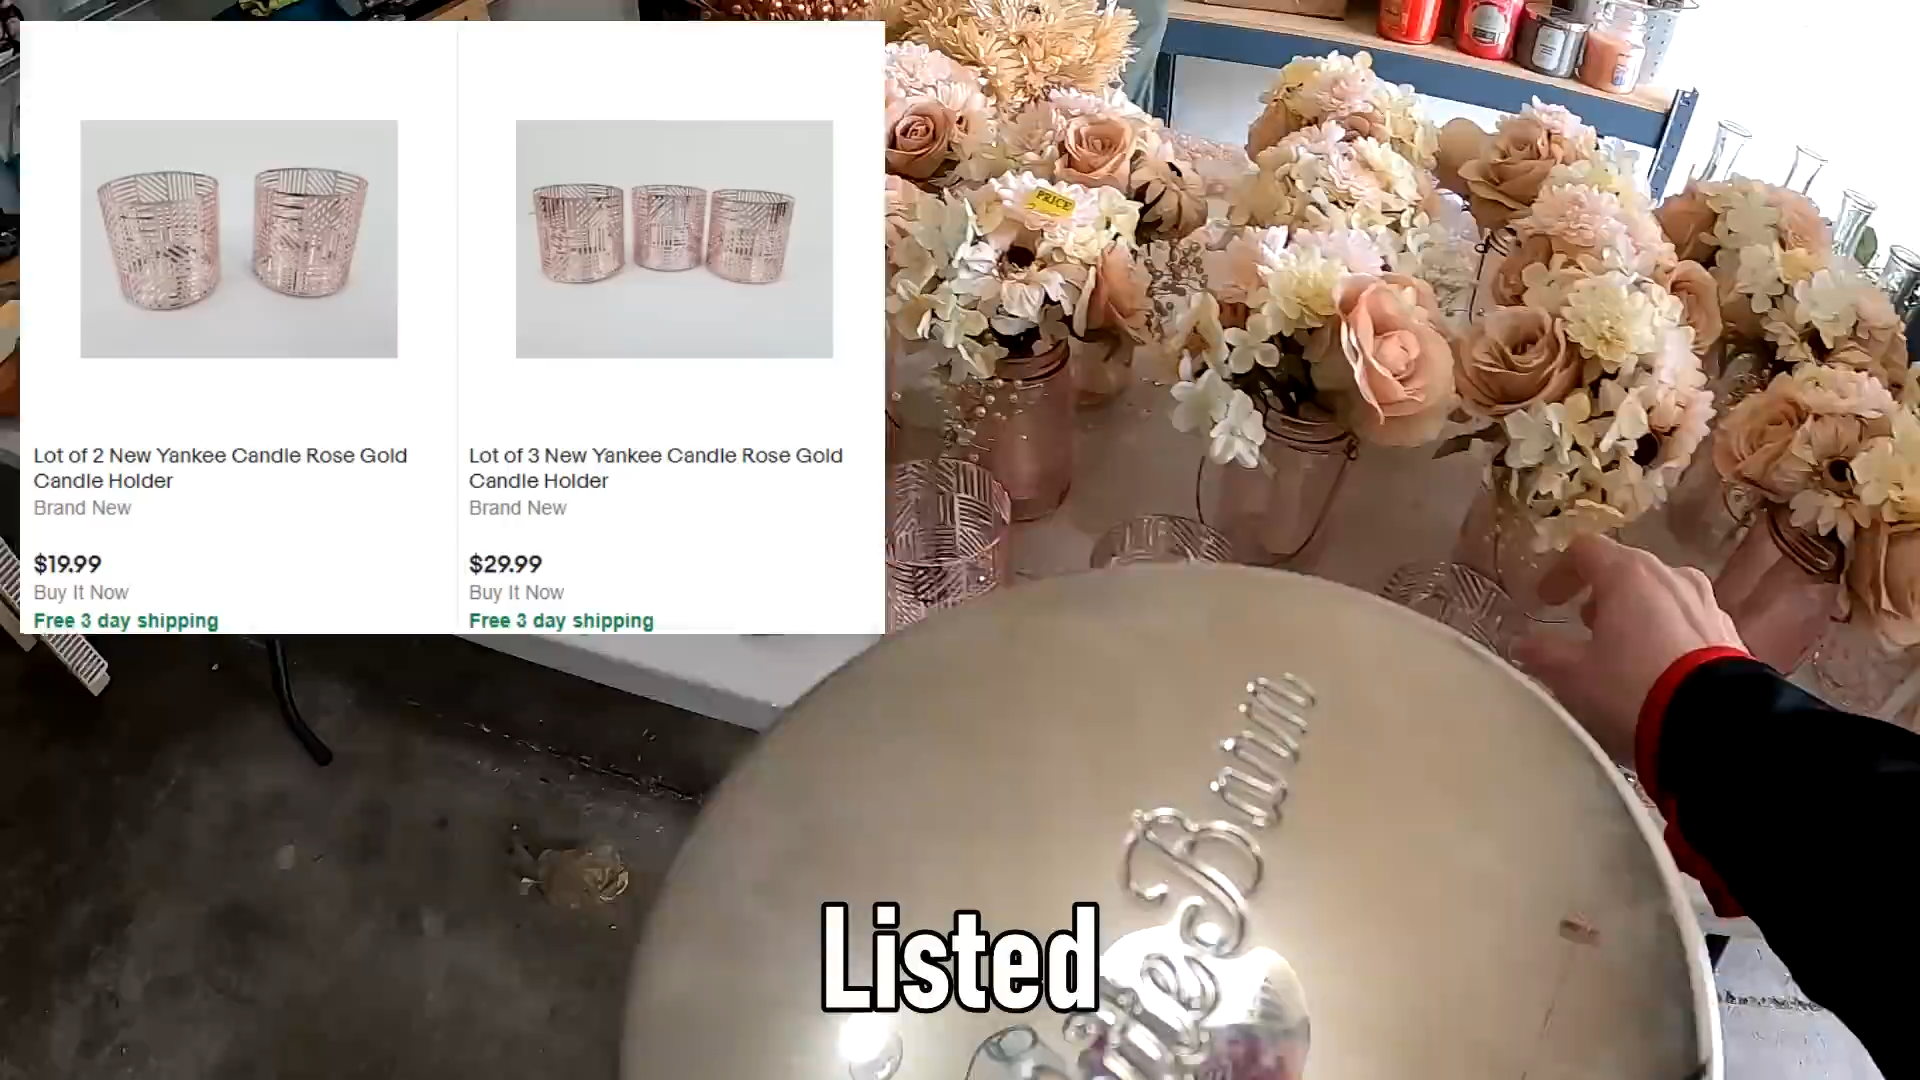 Lot of 2 New Yankee Candle Rose Gold
Candle Holder
Brand New
$19.99
Buy It Now
Free 3 day shipping
Lot of 3 New Yankee Candle Rose Gold
Candle Holder
Brand New
$29.99
Buy It Now
Free 3 day shipping
PRICE
Listed